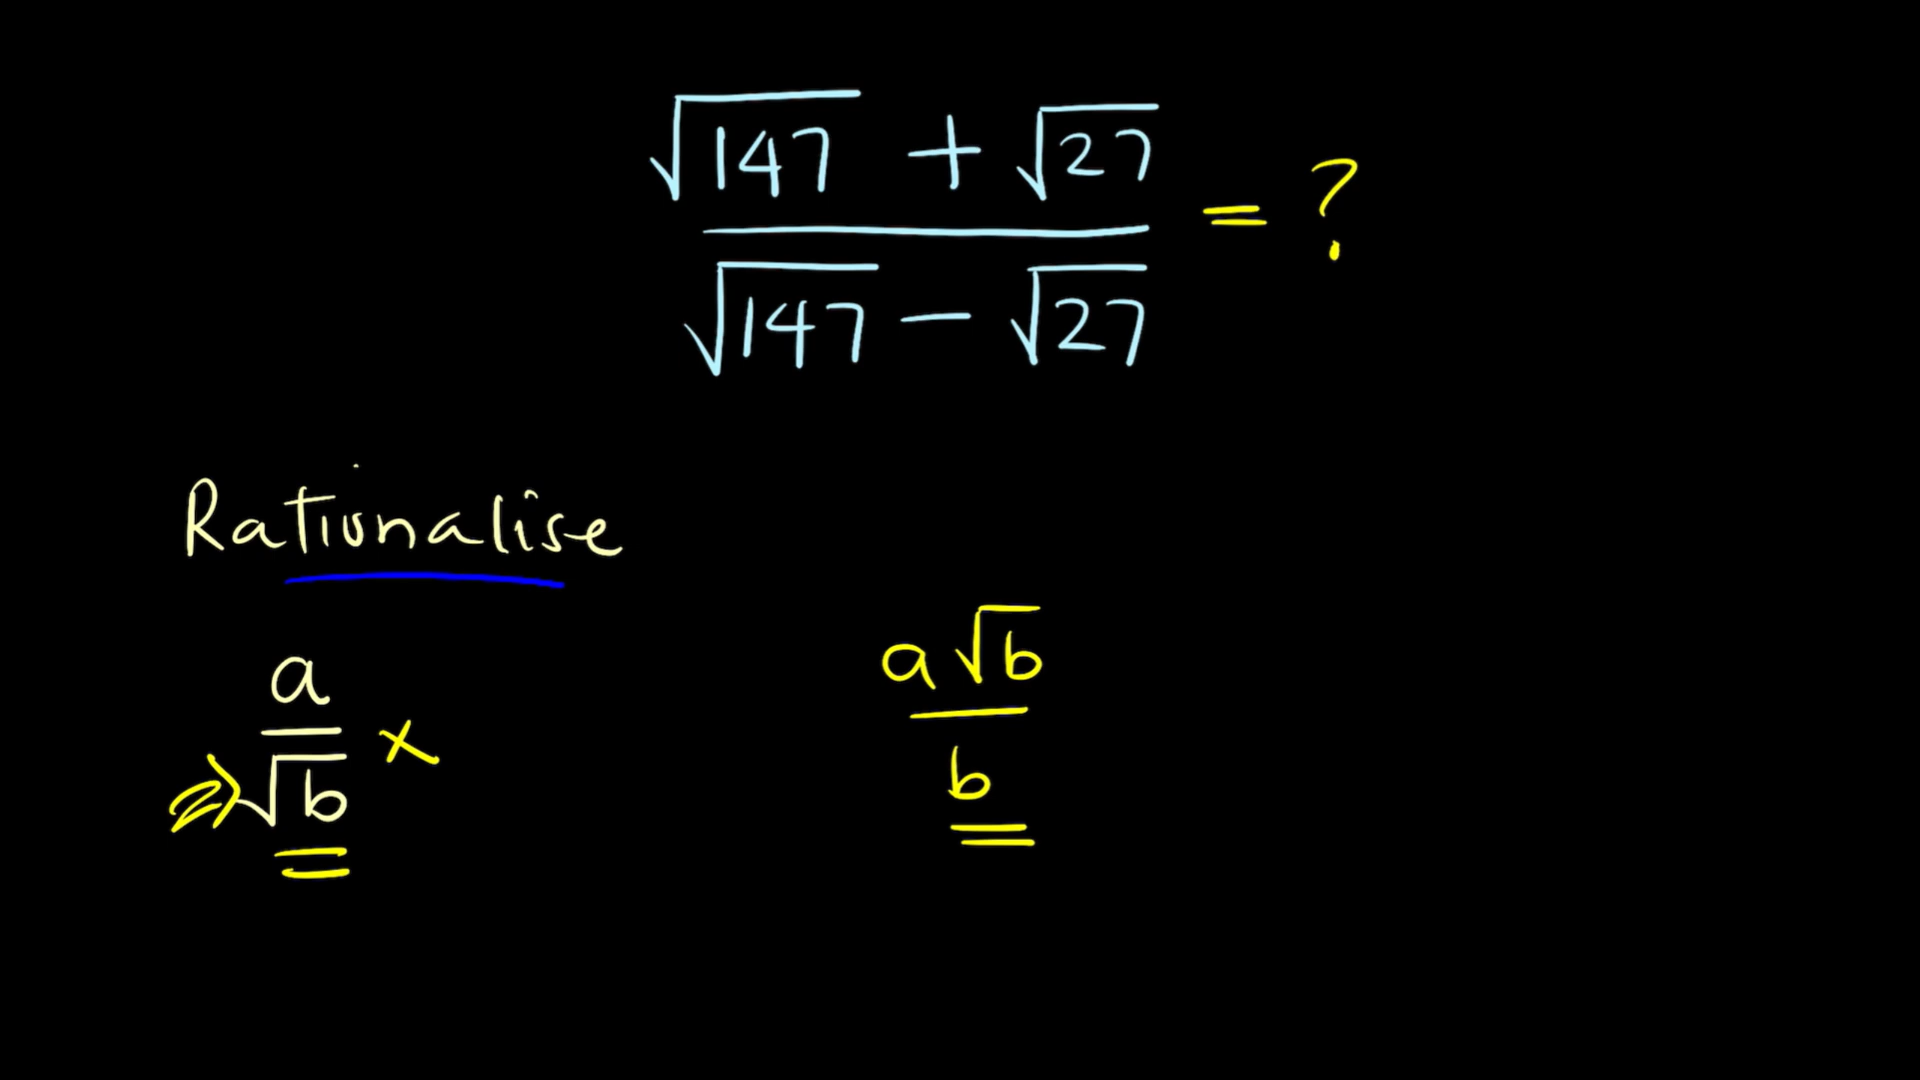 √147 + √27
= ?
√147 − √27
Rationalise
a
√b
×
a√b
b